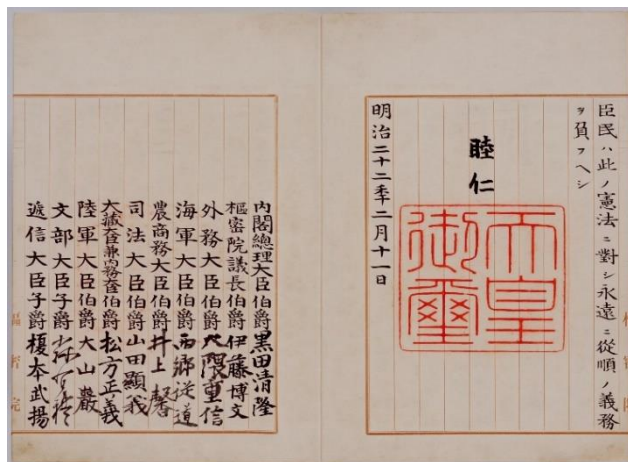 臣民ハ此ノ憲法ニ對シ永遠ニ從順ノ義務
ヲ負フヘシ
睦仁
天皇
御璽
明治二十二年二月十一日
内閣總理大臣伯爵黒田清隆
樞密院議長伯爵伊藤博文
外務大臣伯爵大隈重信
海軍大臣伯爵西郷従道
農商務大臣伯爵井上馨
司法大臣伯爵山田顯義
大藏大臣兼内務大臣伯爵松方正義
陸軍大臣伯爵大山巖
文部大臣子爵
遞信大臣子爵榎本武揚
樞密院